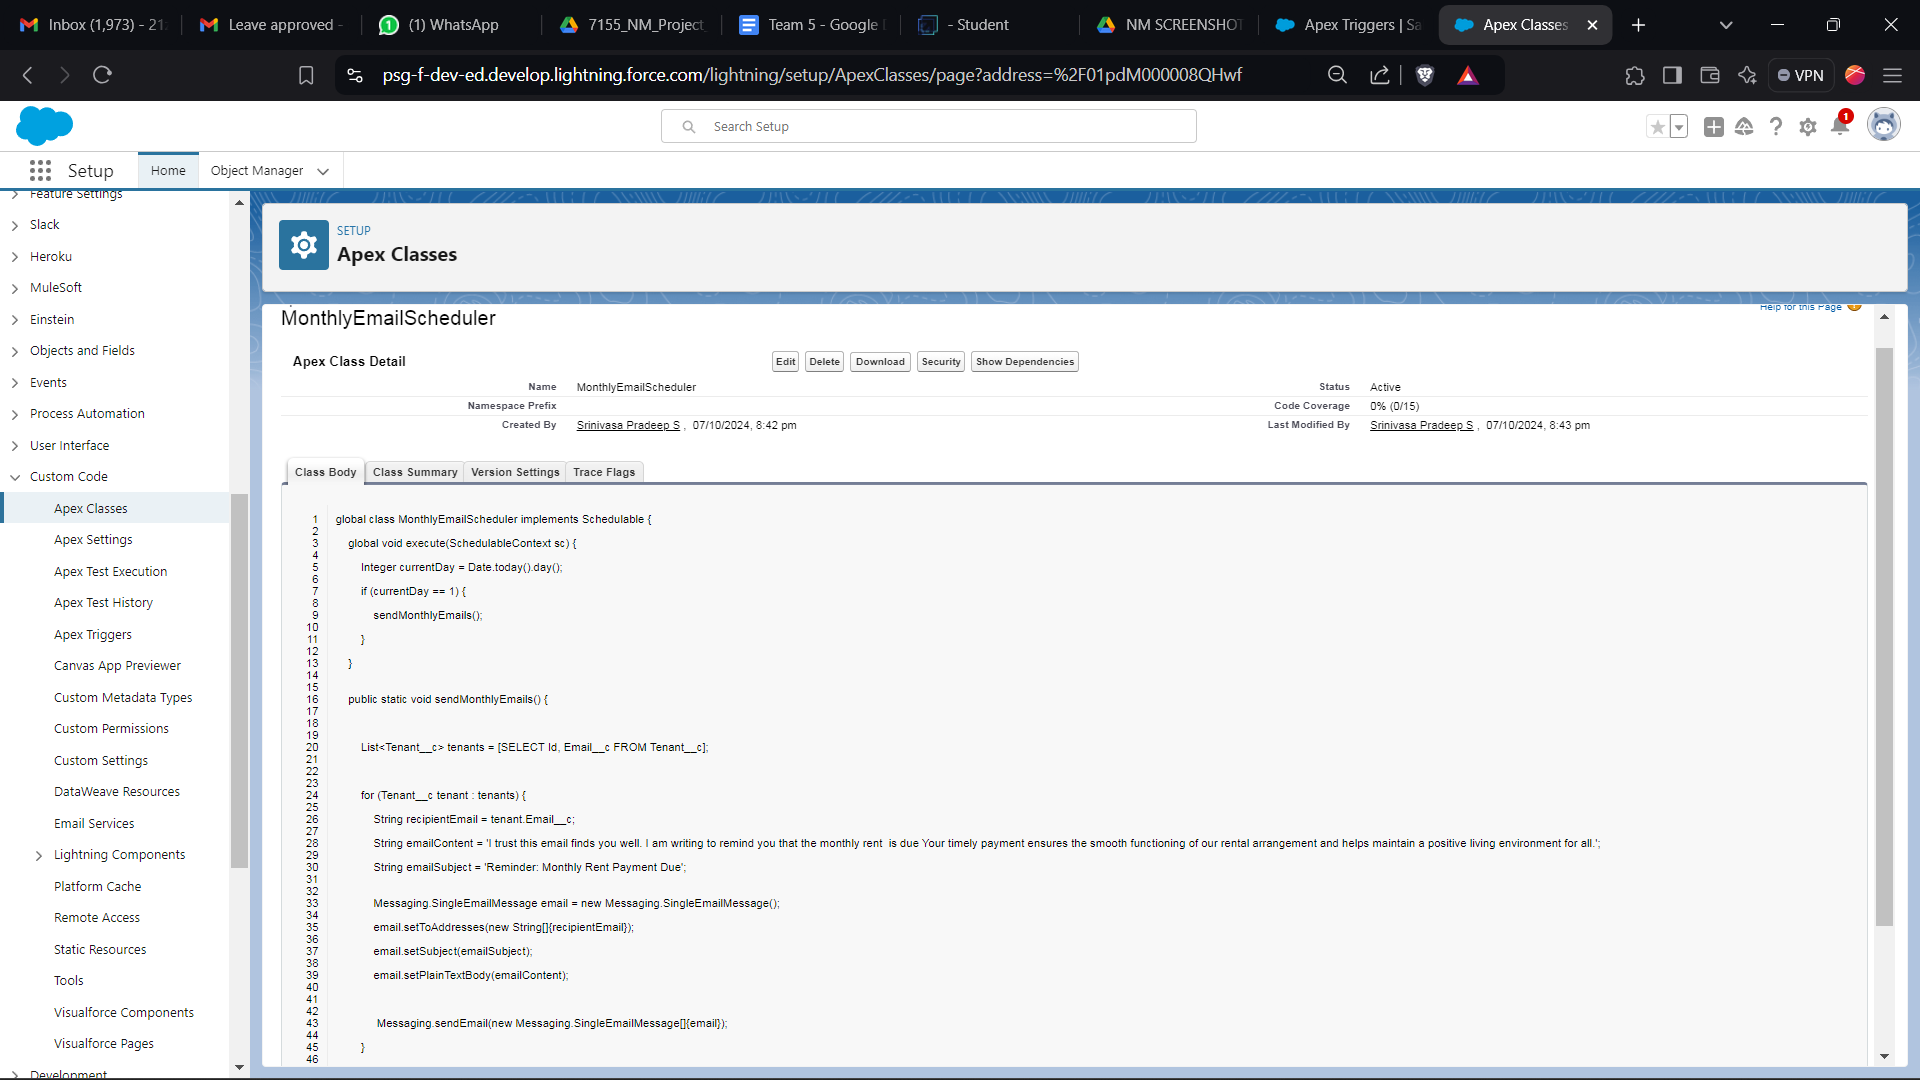 Inbox (1,973) - 21
Leave approved -
(1) WhatsApp
7155_NM_Project
Team 5 - Google
- Student
NM SCREENSHOT
Apex Triggers | Sa
Apex Classes
psg-f-dev-ed.develop.lightning.force.com/lightning/setup/ApexClasses/page?address=%2F01pdM000008QHwf
VPN
Search Setup
1
Setup
Home
Object Manager
Feature Settings
Slack
Heroku
MuleSoft
Einstein
Objects and Fields
Events
Process Automation
User Interface
Custom Code
Apex Classes
Apex Settings
Apex Test Execution
Apex Test History
Apex Triggers
Canvas App Previewer
Custom Metadata Types
Custom Permissions
Custom Settings
DataWeave Resources
Email Services
Lightning Components
Platform Cache
Remote Access
Static Resources
Tools
Visualforce Components
Visualforce Pages
Development
SETUP
Apex Classes
Help for this Page
MonthlyEmailScheduler
Apex Class Detail
Edit Delete Download Security Show Dependencies
Name MonthlyEmailScheduler Status Active
Namespace Prefix Code Coverage 0% (0/15)
Created By Srinivasa Pradeep S , 07/10/2024, 8:42 pm Last Modified By Srinivasa Pradeep S , 07/10/2024, 8:43 pm
Class Body Class Summary Version Settings Trace Flags
1 global class MonthlyEmailScheduler implements Schedulable {
2
3 global void execute(SchedulableContext sc) {
4
5 Integer currentDay = Date.today().day();
6
7 if (currentDay == 1) {
8
9 sendMonthlyEmails();
10
11 }
12
13 }
14
15
16 public static void sendMonthlyEmails() {
17
18
19
20 List<Tenant__c> tenants = [SELECT Id, Email__c FROM Tenant__c];
21
22
23
24 for (Tenant__c tenant : tenants) {
25
26 String recipientEmail = tenant.Email__c;
27
28 String emailContent = 'I trust this email finds you well. I am writing to remind you that the monthly rent  is due Your timely payment ensures the smooth functioning of our rental arrangement and helps maintain a positive living environment for all.';
29
30 String emailSubject = 'Reminder: Monthly Rent Payment Due';
31
32
33 Messaging.SingleEmailMessage email = new Messaging.SingleEmailMessage();
34
35 email.setToAddresses(new String[]{recipientEmail});
36
37 email.setSubject(emailSubject);
38
39 email.setPlainTextBody(emailContent);
40
41
42
43 Messaging.sendEmail(new Messaging.SingleEmailMessage[]{email});
44
45 }
46